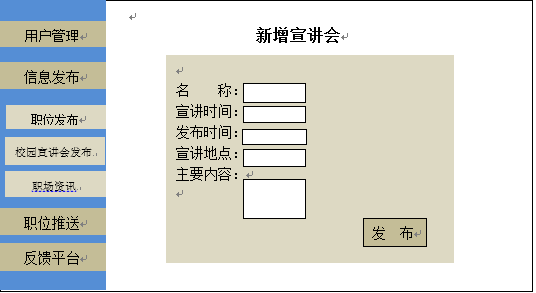 用户管理
信息发布
职位发布
校园宣讲会发布
职场资讯
职位推送
反馈平台
新增宣讲会
名　　称：
宣讲时间：
发布时间：
宣讲地点：
主要内容：
发　布